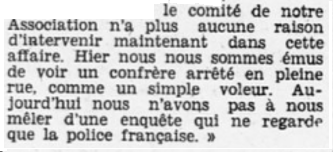 le comité de notre
Association n'a plus aucune raison
d'intervenir maintenant dans cette
affaire. Hier nous nous sommes émus
de voir un confrère arrêté en pleine
rue, comme un simple voleur. Au-
jourd'hui nous n'avons pas à nous
mêler d'une enquête qui ne regarde
que la police française. »